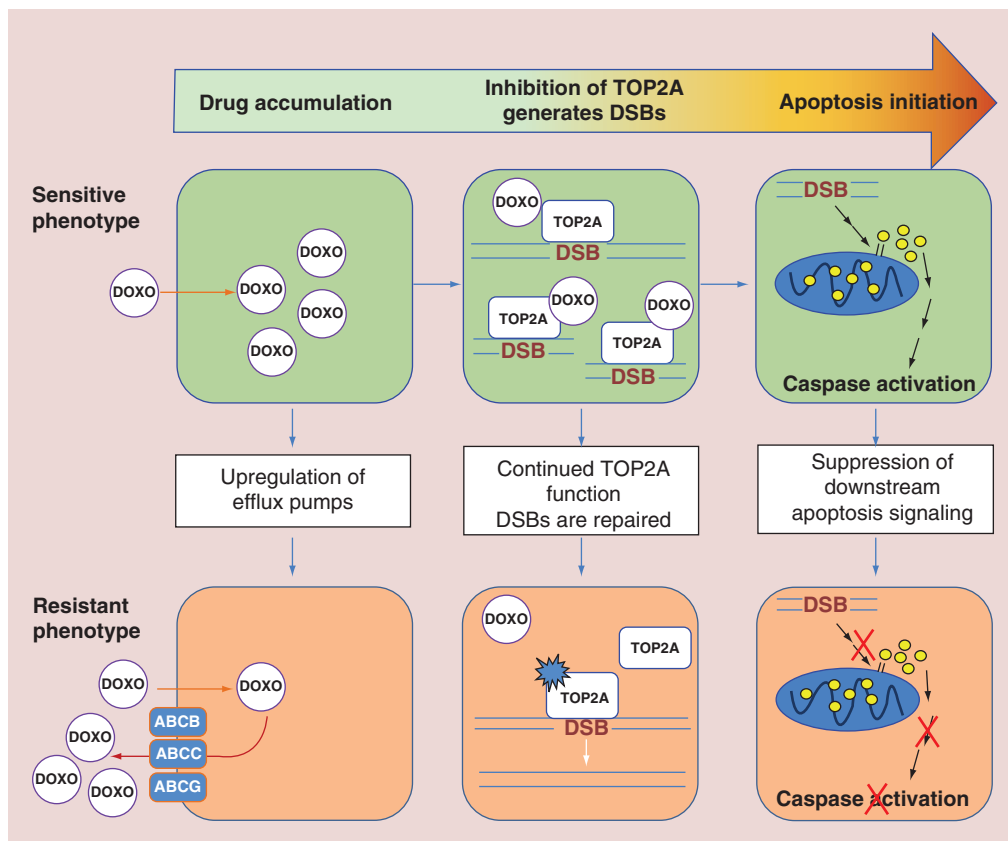 Drug accumulation
Inhibition of TOP2A
generates DSBs
Apoptosis initiation
Sensitive
phenotype
DOXO
DOXO
DOXO
DOXO
DOXO
DOXO
TOP2A
DSB
DOXO
TOP2A
DSB
DOXO
TOP2A
DSB
DSB
Caspase activation
Upregulation of
efflux pumps
Continued TOP2A
function
DSBs are repaired
Suppression of
downstream
apoptosis signaling
Resistant
phenotype
DOXO
DOXO
DOXO
DOXO
DOXO
ABCB
ABCC
ABCG
DOXO
TOP2A
TOP2A
DSB
DSB
Caspase activation